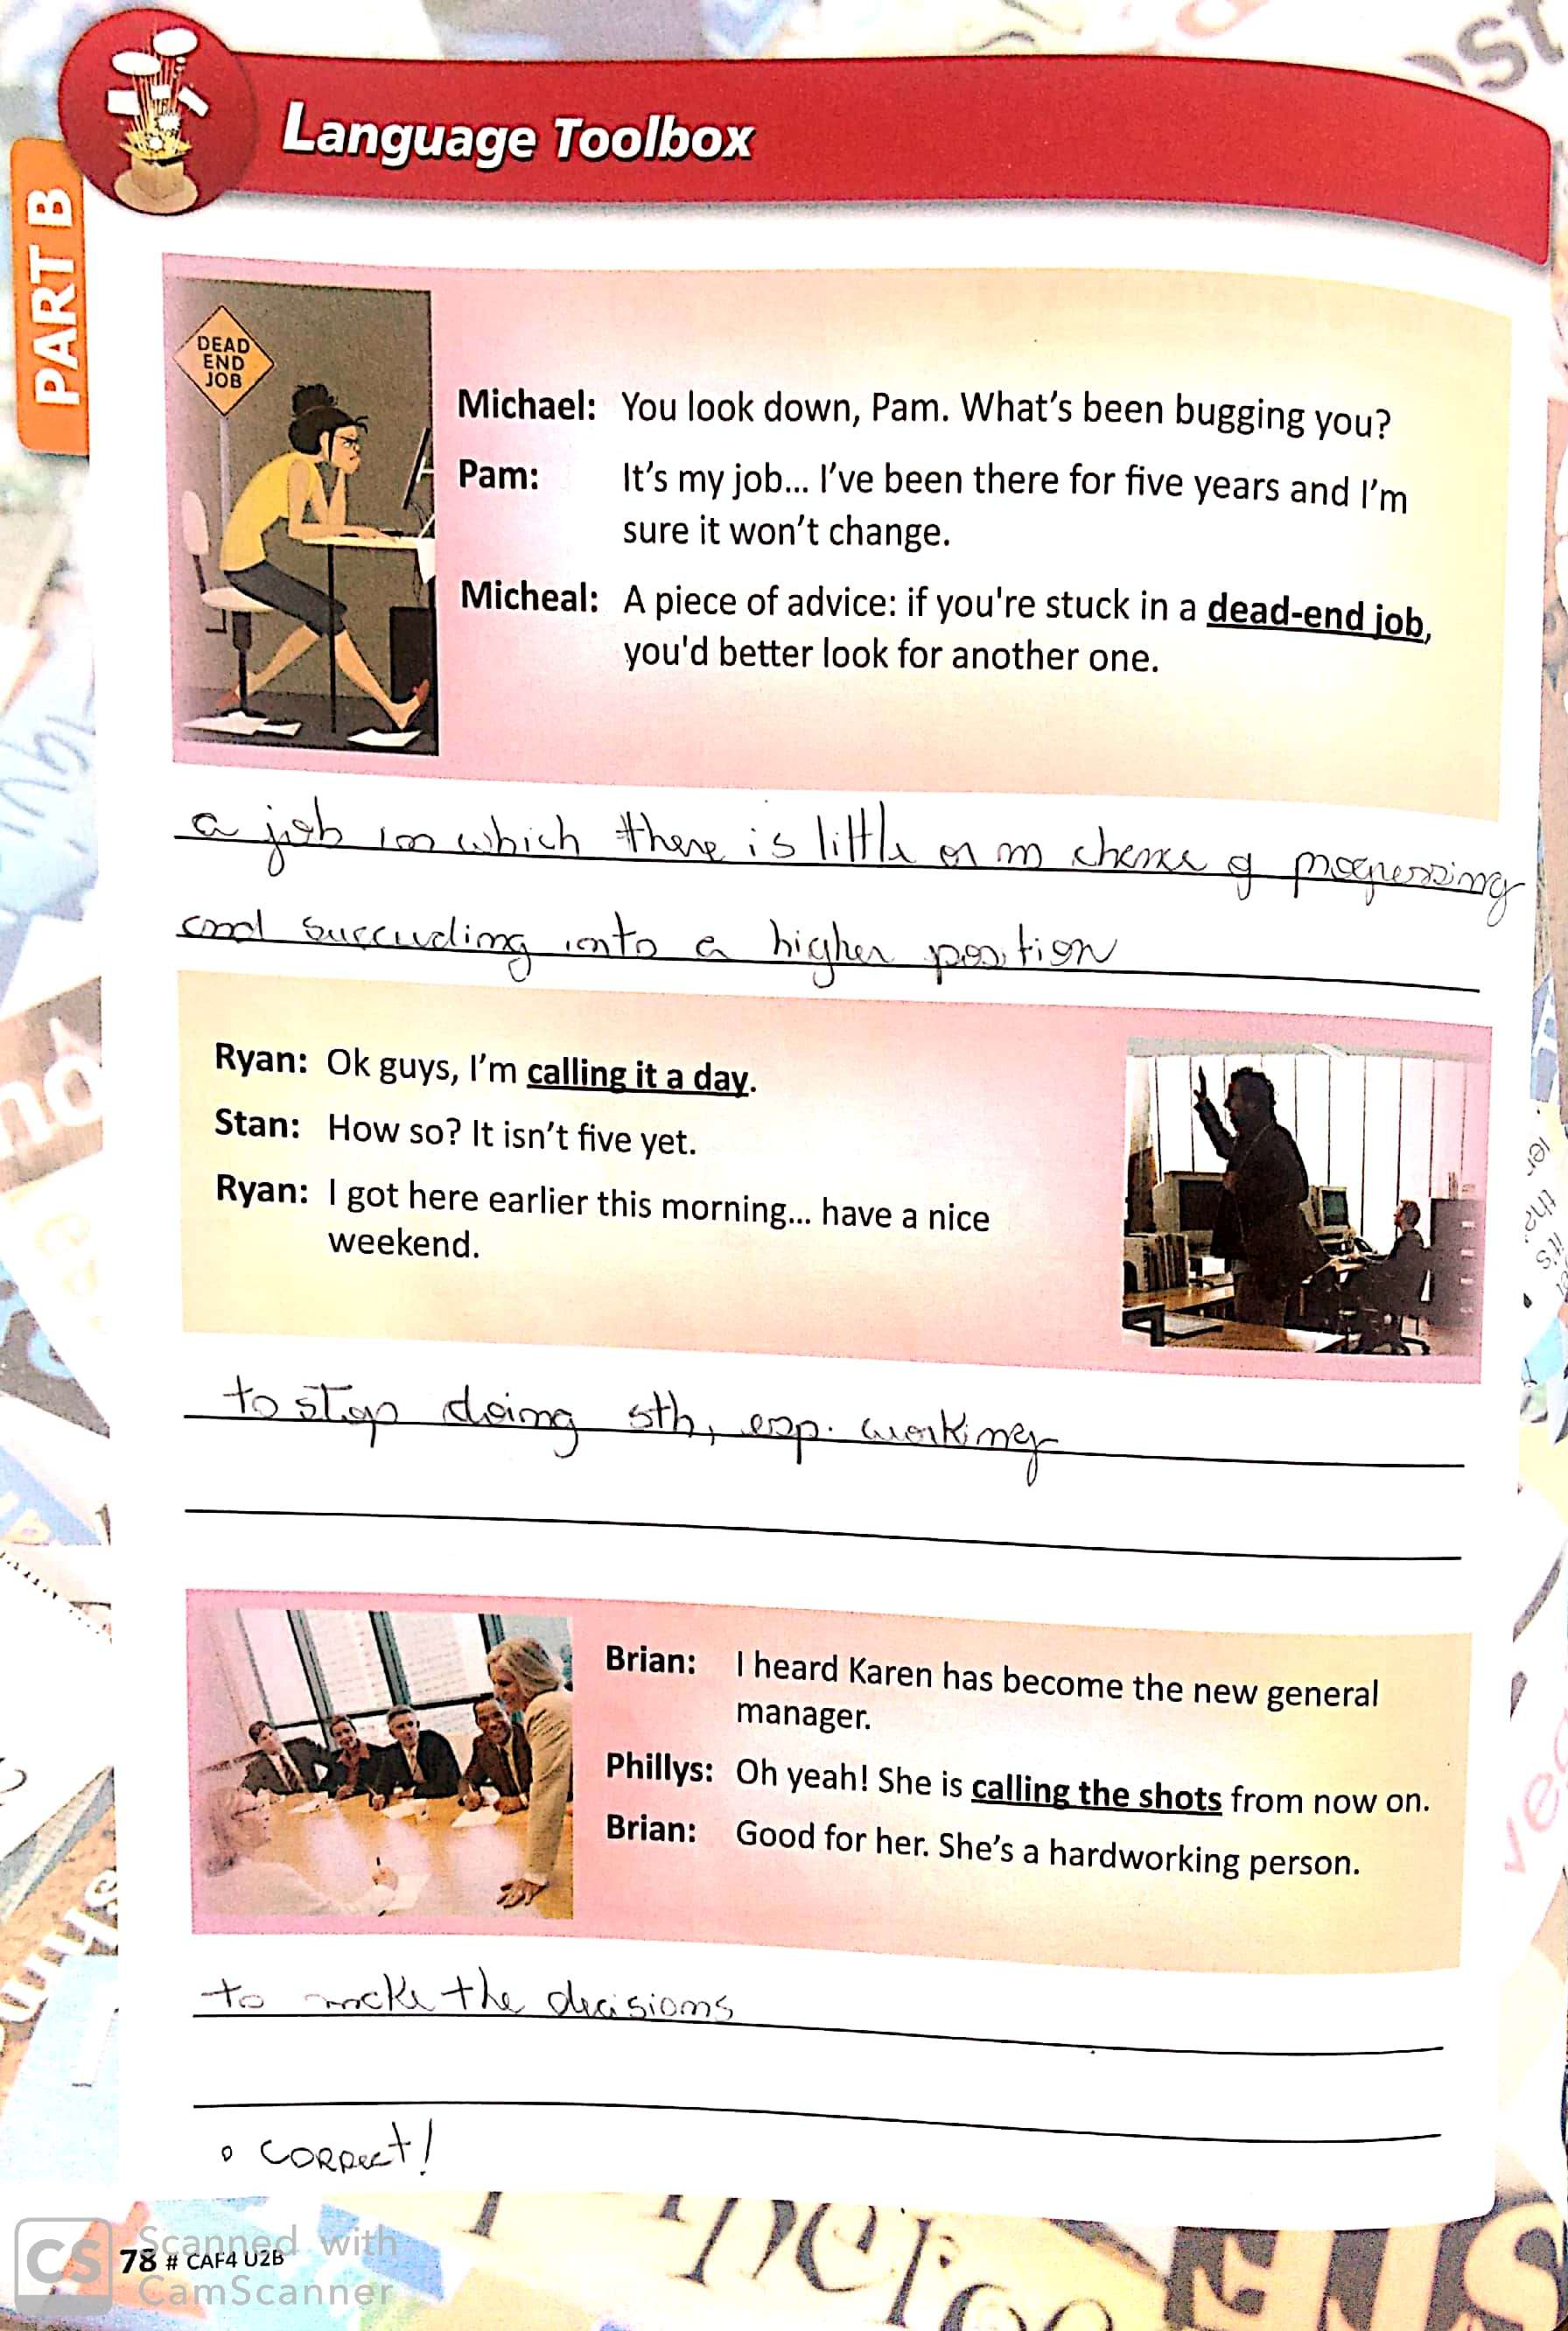 Language Toolbox
PART B
DEAD
END
JOB
Michael: You look down, Pam. What's been bugging you?
Pam: It's my job... I've been there for five years and I'm
sure it won't change.
Micheal: A piece of advice: if you're stuck in a dead-end job,
you'd better look for another one.
a job in which there is little or no chance of progressing
and succeeding into a higher position
Ryan: Ok guys, I'm calling it a day.
Stan: How so? It isn't five yet.
Ryan: I got here earlier this morning... have a nice
weekend.
to stop doing sth, esp. working
Brian: I heard Karen has become the new general
manager.
Phillys: Oh yeah! She is calling the shots from now on.
Brian: Good for her. She's a hardworking person.
to make the decisions
correct!
78 # CAF4 U2B
CS Scanned with
CamScanner